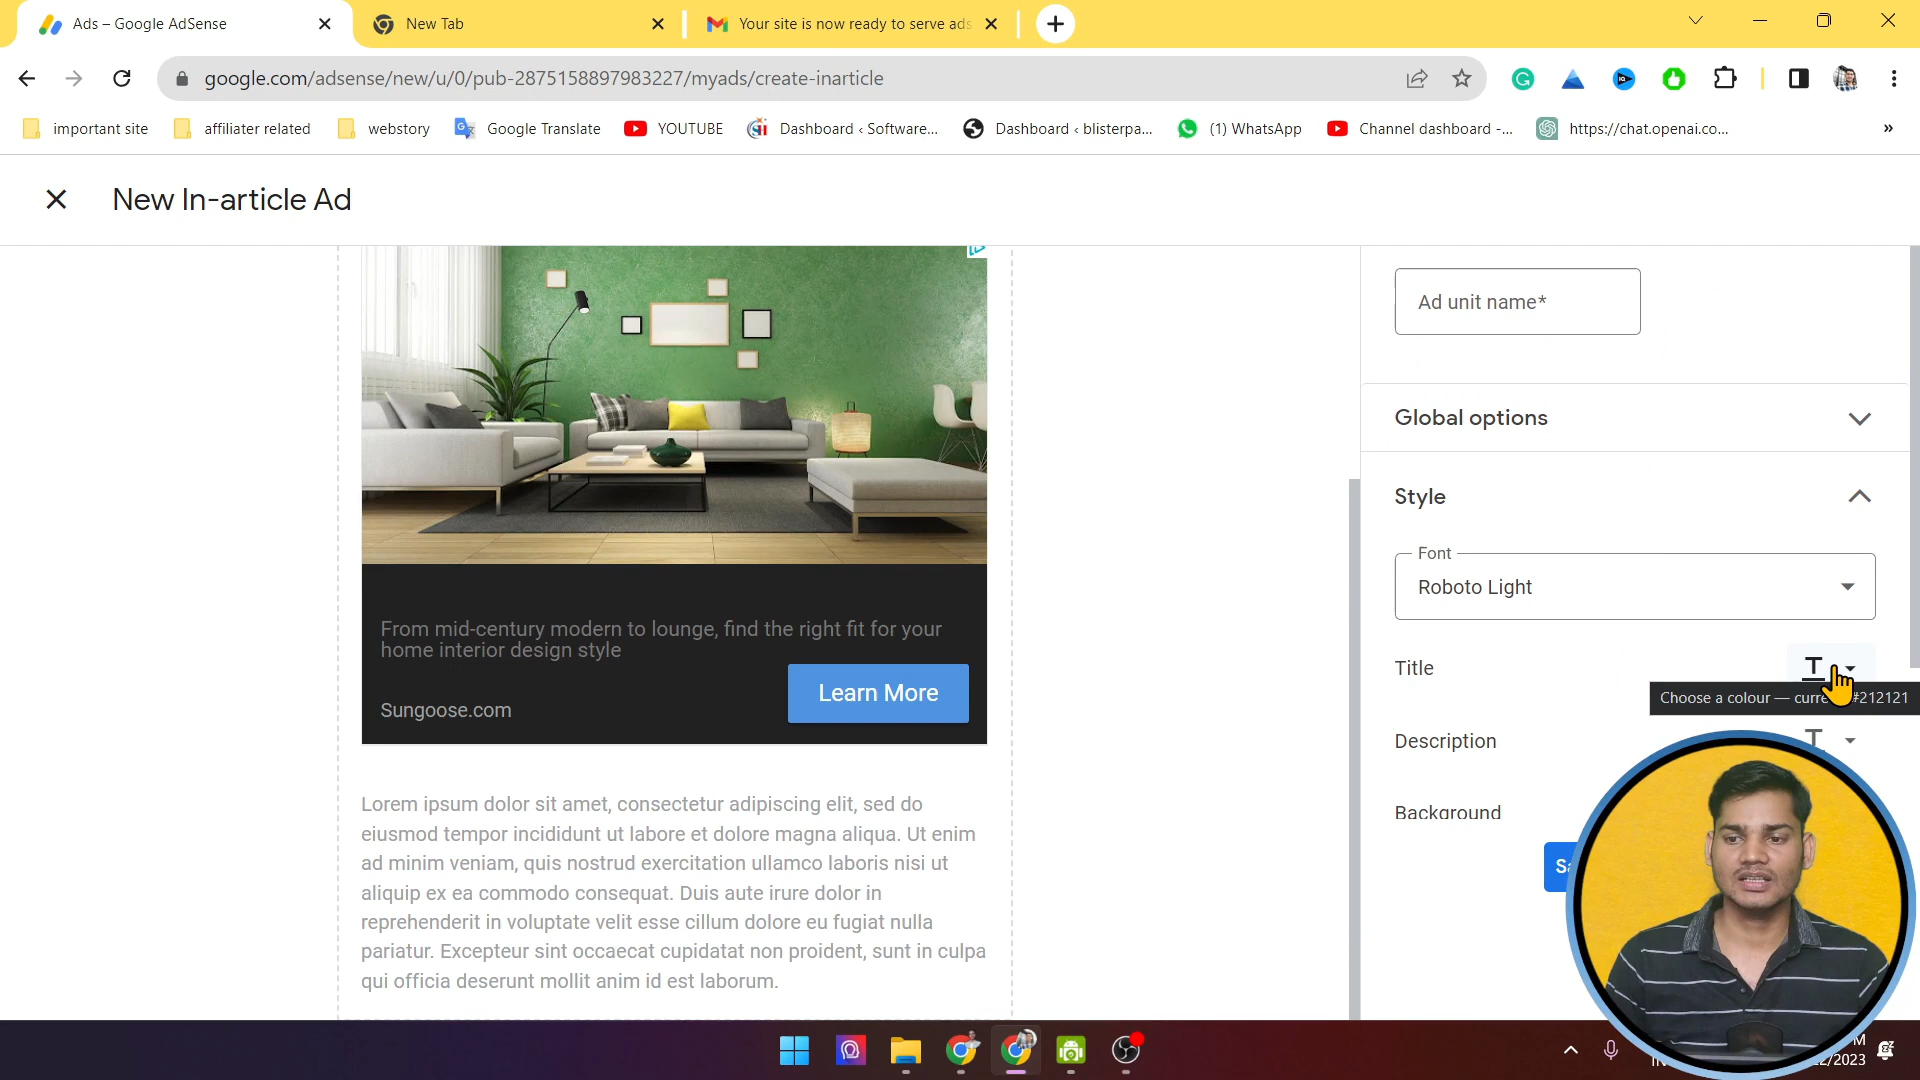 Ads – Google AdSense
New Tab
Your site is now ready to serve ads
google.com/adsense/new/u/0/pub-2875158897983227/myads/create-inarticle
important site
affiliater related
webstory
Google Translate
YOUTUBE
Dashboard ‹ Software...
Dashboard ‹ blisterpa...
(1) WhatsApp
Channel dashboard -...
https://chat.openai.co...
»
New In-article Ad
Ad unit name*
Global options
Style
Font
Roboto Light
Title
Choose a colour — #212121
Description
Background
From mid-century modern to lounge, find the right fit for your
home interior design style
Learn More
Sungoose.com
Lorem ipsum dolor sit amet, consectetur adipiscing elit, sed do
eiusmod tempor incididunt ut labore et dolore magna aliqua. Ut enim
ad minim veniam, quis nostrud exercitation ullamco laboris nisi ut
aliquip ex ea commodo consequat. Duis aute irure dolor in
reprehenderit in voluptate velit esse cillum dolore eu fugiat nulla
pariatur. Excepteur sint occaecat cupidatat non proident, sunt in culpa
qui officia deserunt mollit anim id est laborum.